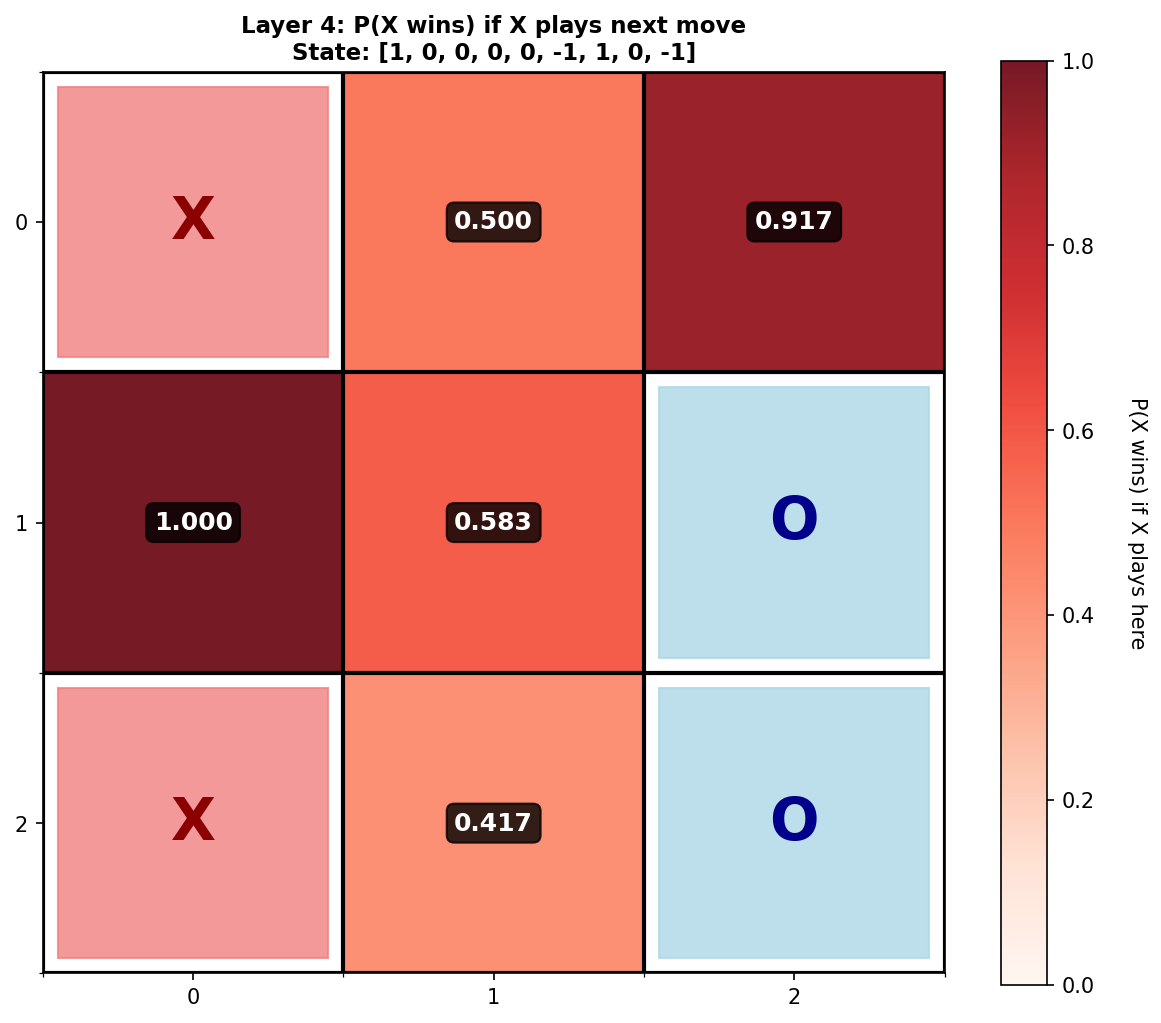 Layer 4: P(X wins) if X plays next move
State: [1, 0, 0, 0, 0, -1, 1, 0, -1]
0
X
0.500
0.917
1
1.000
0.583
O
2
X
0.417
O
0
1
2
1.0
0.8
0.6
0.4
0.2
0.0
P(X wins) if X plays here